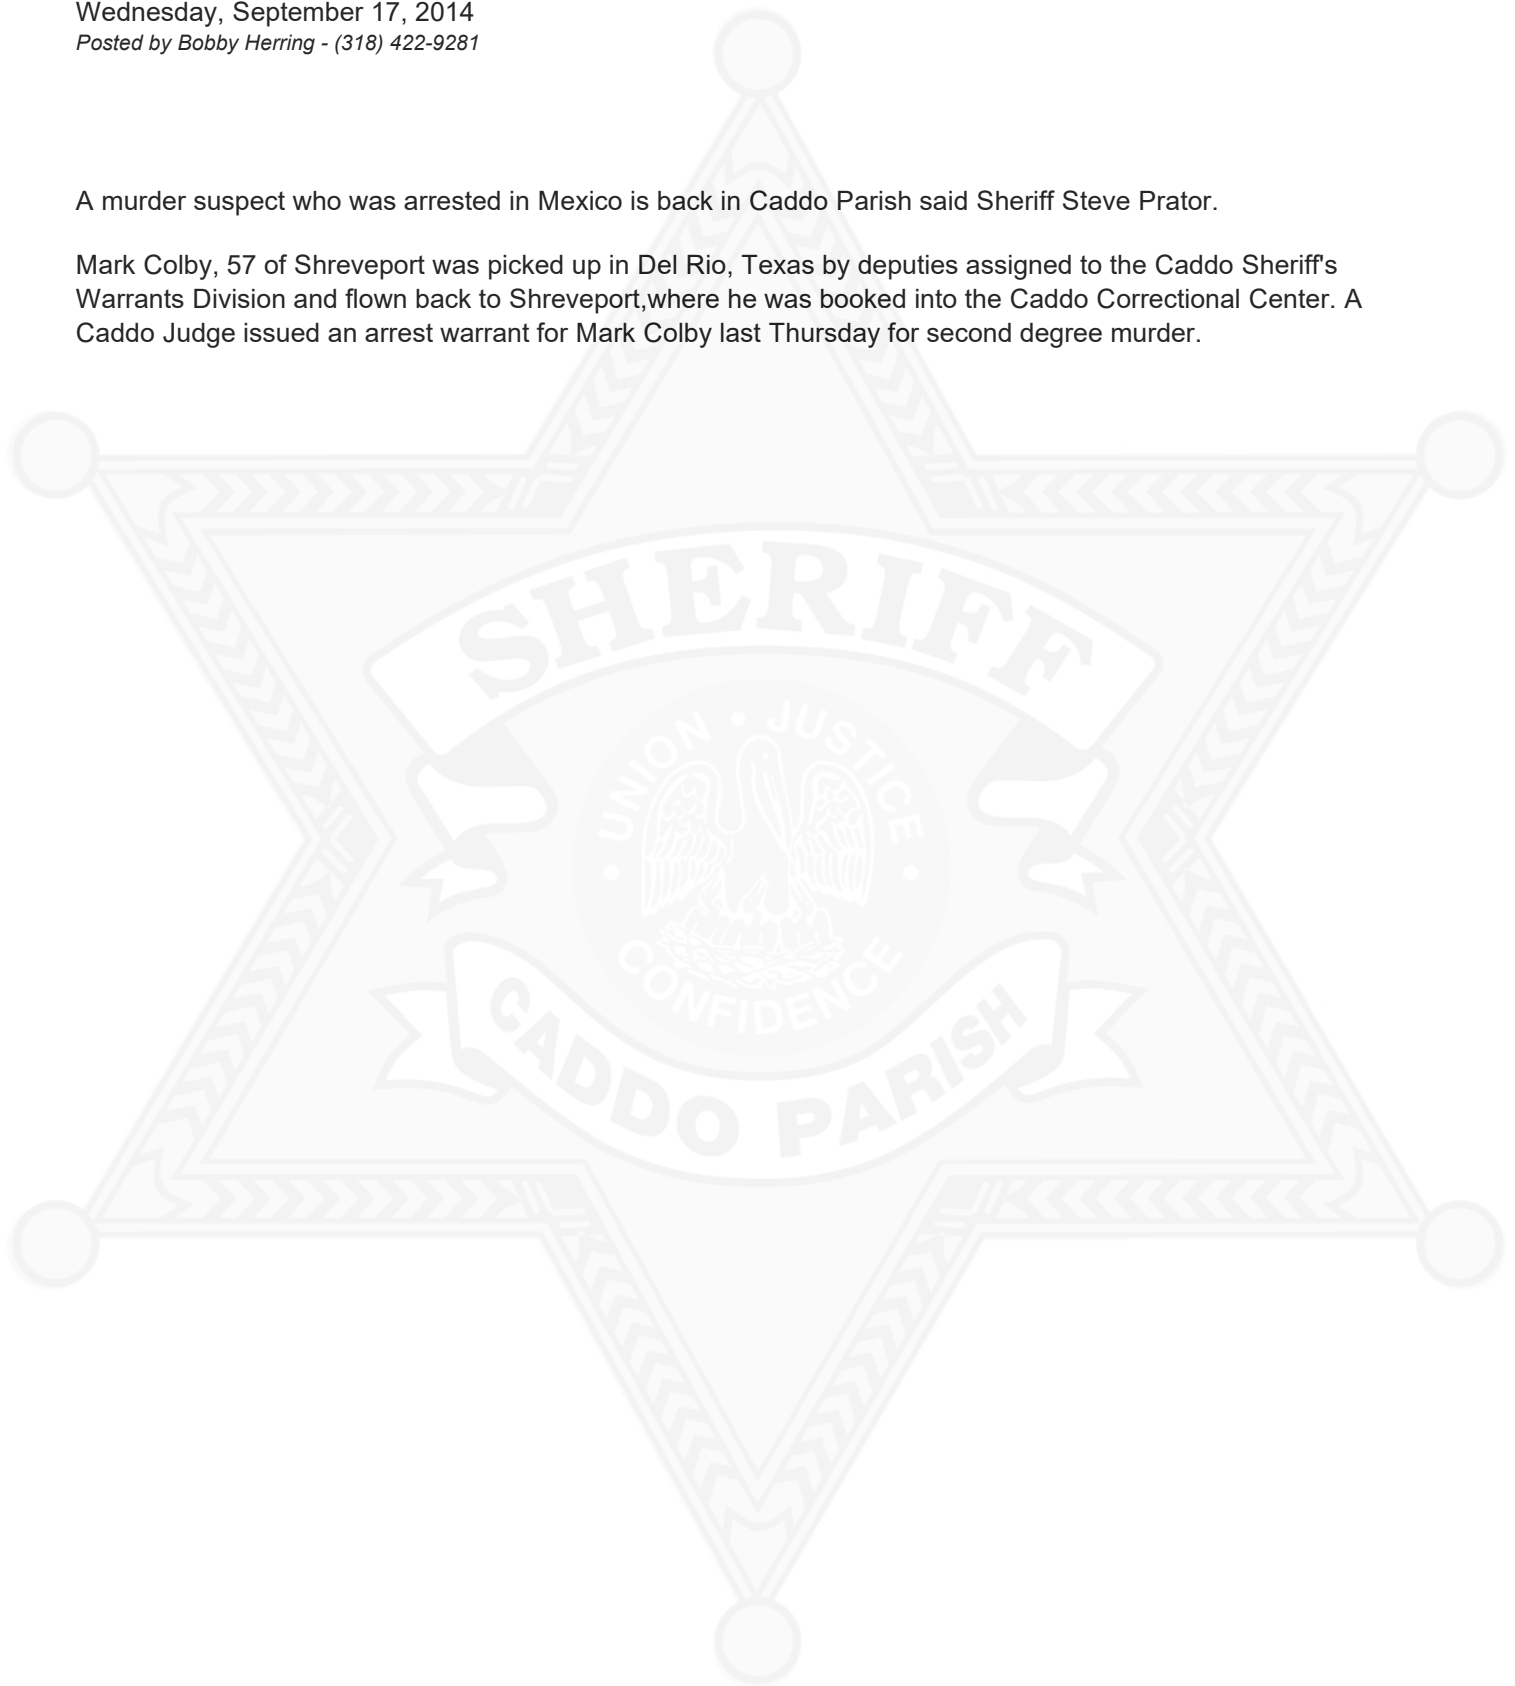 Wednesday, September 17, 2014
Posted by Bobby Herring - (318) 422-9281
A murder suspect who was arrested in Mexico is back in Caddo Parish said Sheriff Steve Prator.
Mark Colby, 57 of Shreveport was picked up in Del Rio, Texas by deputies assigned to the Caddo Sheriff's
Warrants Division and flown back to Shreveport,where he was booked into the Caddo Correctional Center. A
Caddo Judge issued an arrest warrant for Mark Colby last Thursday for second degree murder.
SHERIFF
UNION • JUSTICE
• CONFIDENCE •
CADDO PARISH